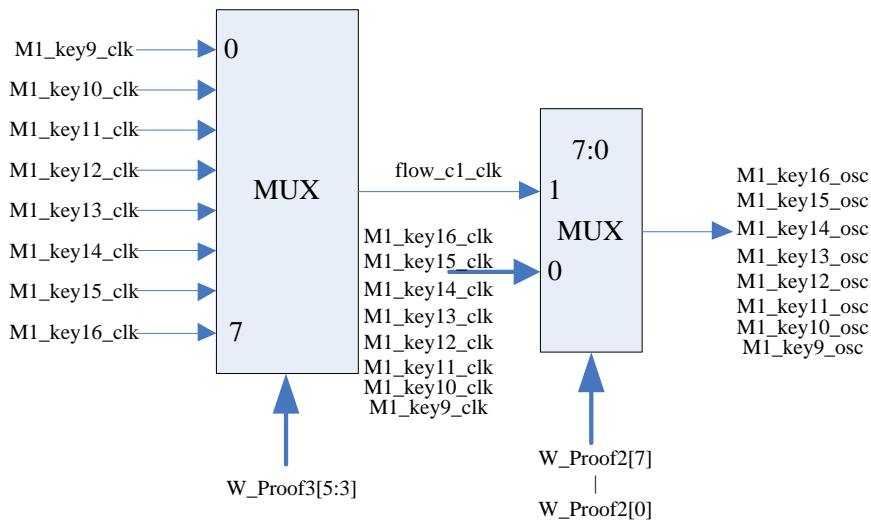 M1_key9_clk
M1_key10_clk
M1_key11_clk
M1_key12_clk
M1_key13_clk
M1_key14_clk
M1_key15_clk
M1_key16_clk
0
MUX
7
W_Proof3[5:3]
flow_c1_clk
M1_key16_clk
M1_key15_clk
M1_key14_clk
M1_key13_clk
M1_key12_clk
M1_key11_clk
M1_key10_clk
M1_key9_clk
7:0
1
MUX
0
W_Proof2[7]
|
W_Proof2[0]
M1_key16_osc
M1_key15_osc
M1_key14_osc
M1_key13_osc
M1_key12_osc
M1_key11_osc
M1_key10_osc
M1_key9_osc